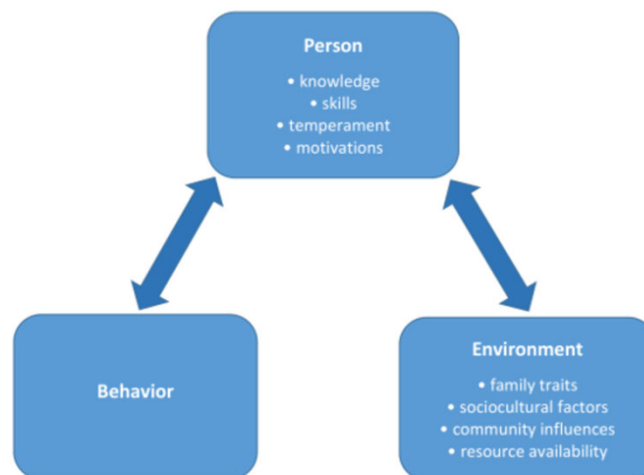 Person
• knowledge
• skills
• temperament
• motivations
Behavior
Environment
• family traits
• sociocultural factors
• community influences
• resource availability